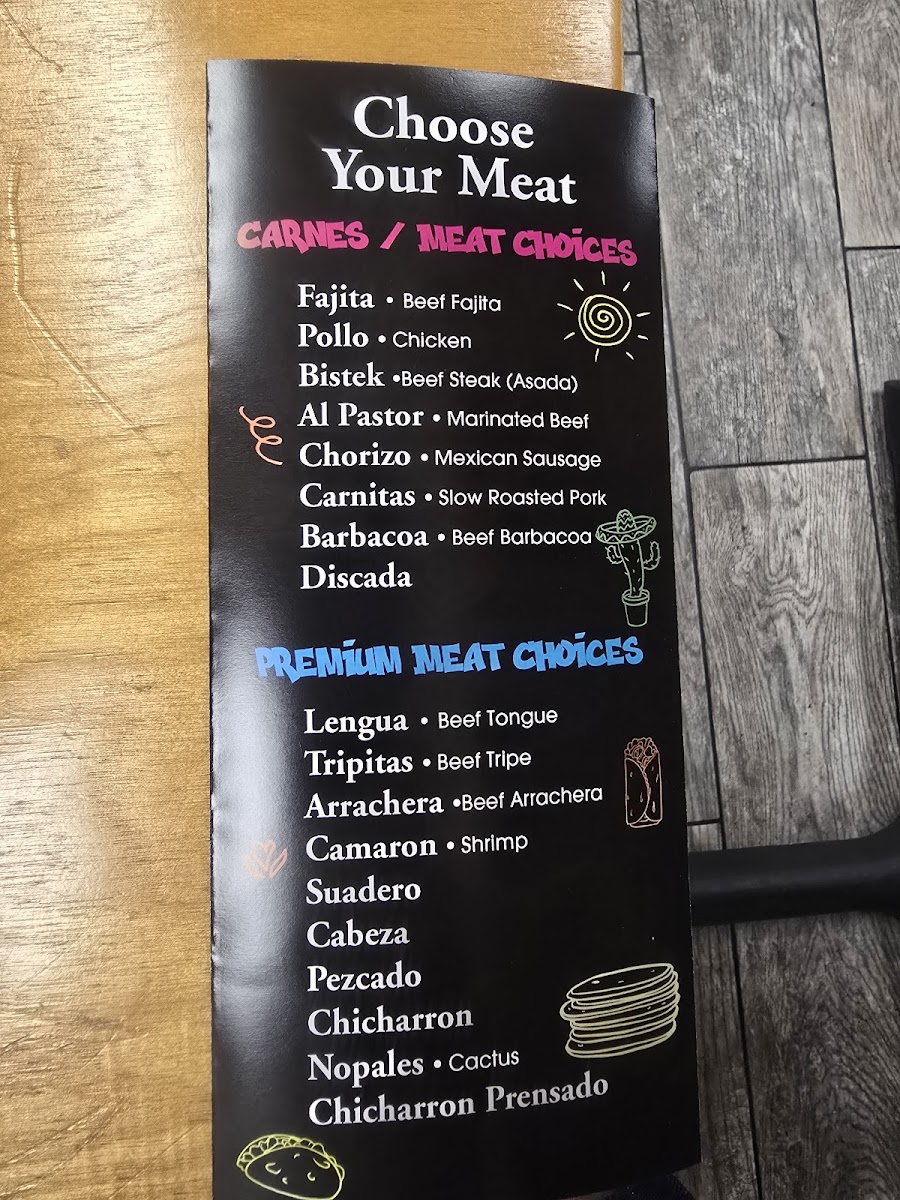 Choose
Your Meat
CARNES / MEAT CHOICES
Fajita • Beef Fajita
Pollo • Chicken
Bistek •Beef Steak (Asada)
Al Pastor • Marinated Beef
Chorizo • Mexican Sausage
Carnitas • Slow Roasted Pork
Barbacoa • Beef Barbacoa
Discada
PREMIUM MEAT CHOICES
Lengua • Beef Tongue
Tripitas • Beef Tripe
Arrachera •Beef Arrachera
Camaron • Shrimp
Suadero
Cabeza
Pezcado
Chicharron
Nopales • Cactus
Chicharron Prensado